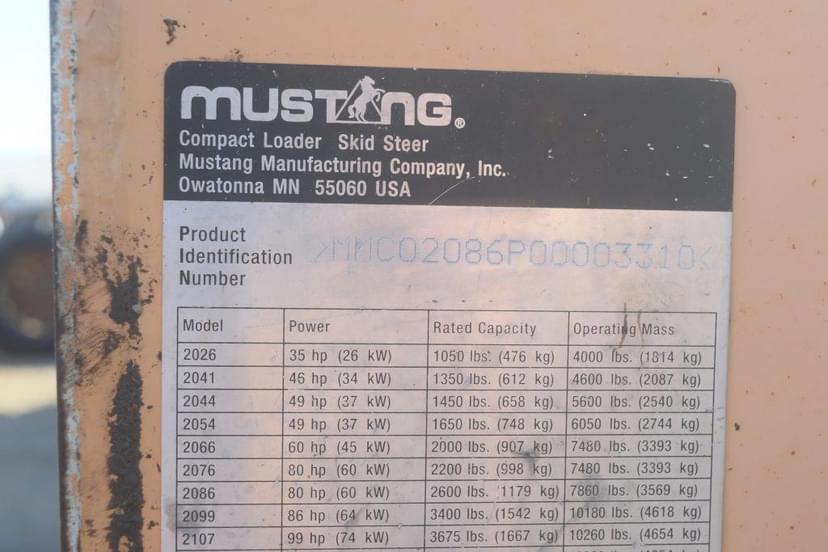 MUSTANG®
Compact Loader Skid Steer
Mustang Manufacturing Company, Inc.
Owatonna MN 55060 USA
Product
Identification
Number
>MMC02086P00003310<
Model Power Rated Capacity Operating Mass
2026 35 hp (26 kW) 1050 lbs. (476 kg) 4000 lbs. (1814 kg)
2041 46 hp (34 kW) 1350 lbs. (612 kg) 4600 lbs. (2087 kg)
2044 49 hp (37 kW) 1450 lbs. (658 kg) 5600 lbs. (2540 kg)
2054 49 hp (37 kW) 1650 lbs. (748 kg) 6050 lbs. (2744 kg)
2066 60 hp (45 kW) 2000 lbs. (907 kg) 7480 lbs. (3393 kg)
2076 80 hp (60 kW) 2200 lbs. (998 kg) 7480 lbs. (3393 kg)
2086 80 hp (60 kW) 2600 lbs. (1179 kg) 7860 lbs. (3569 kg)
2099 86 hp (64 kW) 3400 lbs. (1542 kg) 10180 lbs. (4618 kg)
2107 99 hp (74 kW) 3675 lbs. (1667 kg) 10260 lbs. (4654 kg)